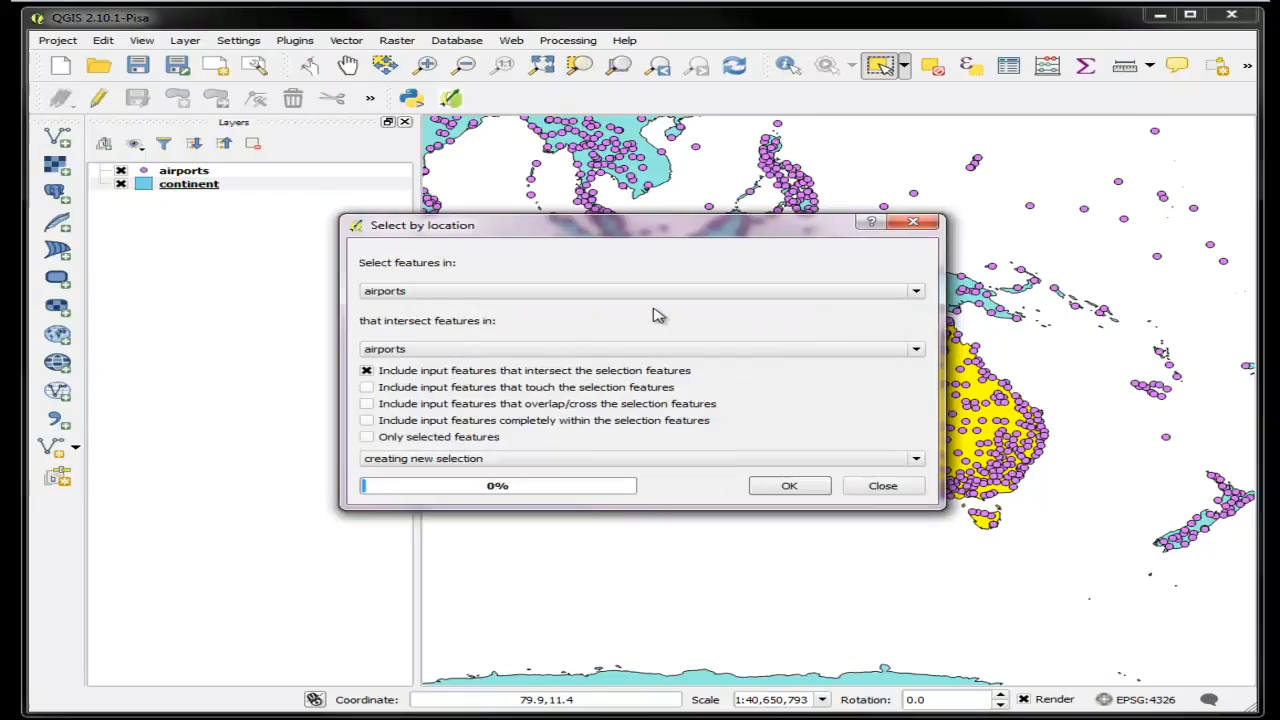 QGIS 2.10.1-Pisa
Project Edit View Layer Settings Plugins Vector Raster Database Web Processing Help
1:1
»
»
Layers
airports
continent
Select by location
?
Select features in:
airports
that intersect features in:
airports
Include input features that intersect the selection features
Include input features that touch the selection features
Include input features that overlap/cross the selection features
Include input features completely within the selection features
Only selected features
creating new selection
0% OK Close
Coordinate: 79.9,11.4 Scale 1:40,650,793 Rotation: 0.0 Render EPSG:4326